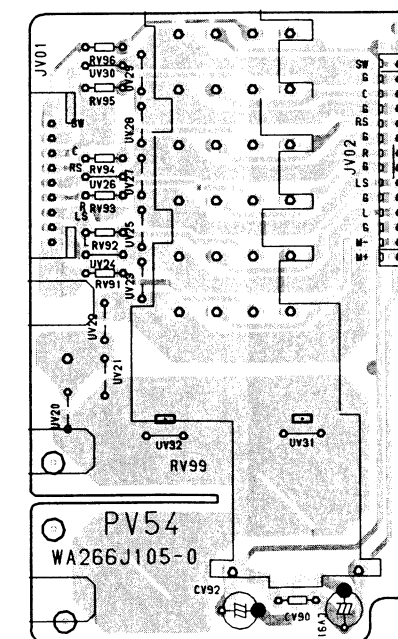 JV01
RV96
UV30
RV95
UV29
UV28
SW
C
RS
R
LS
L
RV94
UV26
RV93
UV27
RV92
UV25
UV24
RV91
UV23
UV22
UV21
UV20
JV02
SW
G
C
G
RS
G
R
G
LS
G
L
G
M-
M+
UV32
UV31
RV99
PV54
WA266J105-0
CV92
CV90
CV91